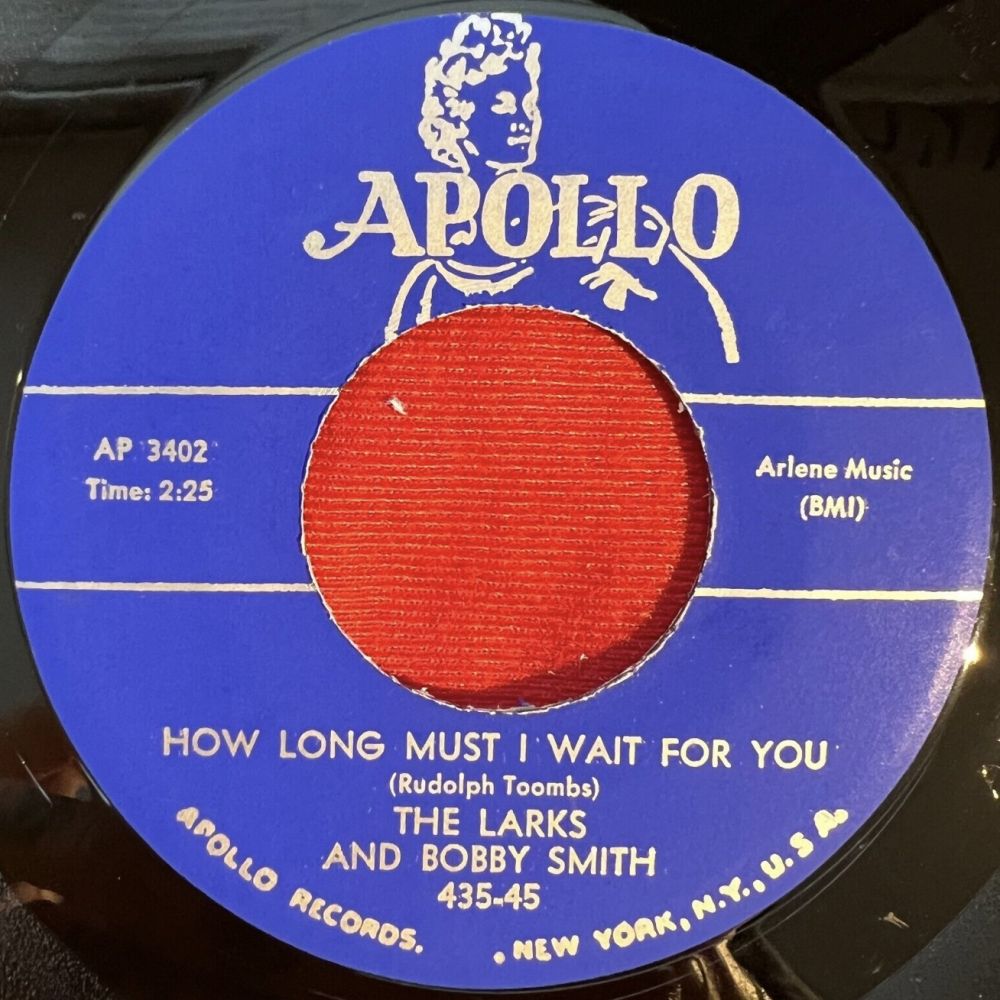 APOLLO
AP 3402
Time: 2:25
Arlene Music
(BMI)
HOW LONG MUST I WAIT FOR YOU
(Rudolph Toombs)
THE LARKS
AND BOBBY SMITH
435-45
APOLLO RECORDS. . NEW YORK, N.Y., U.S.A.